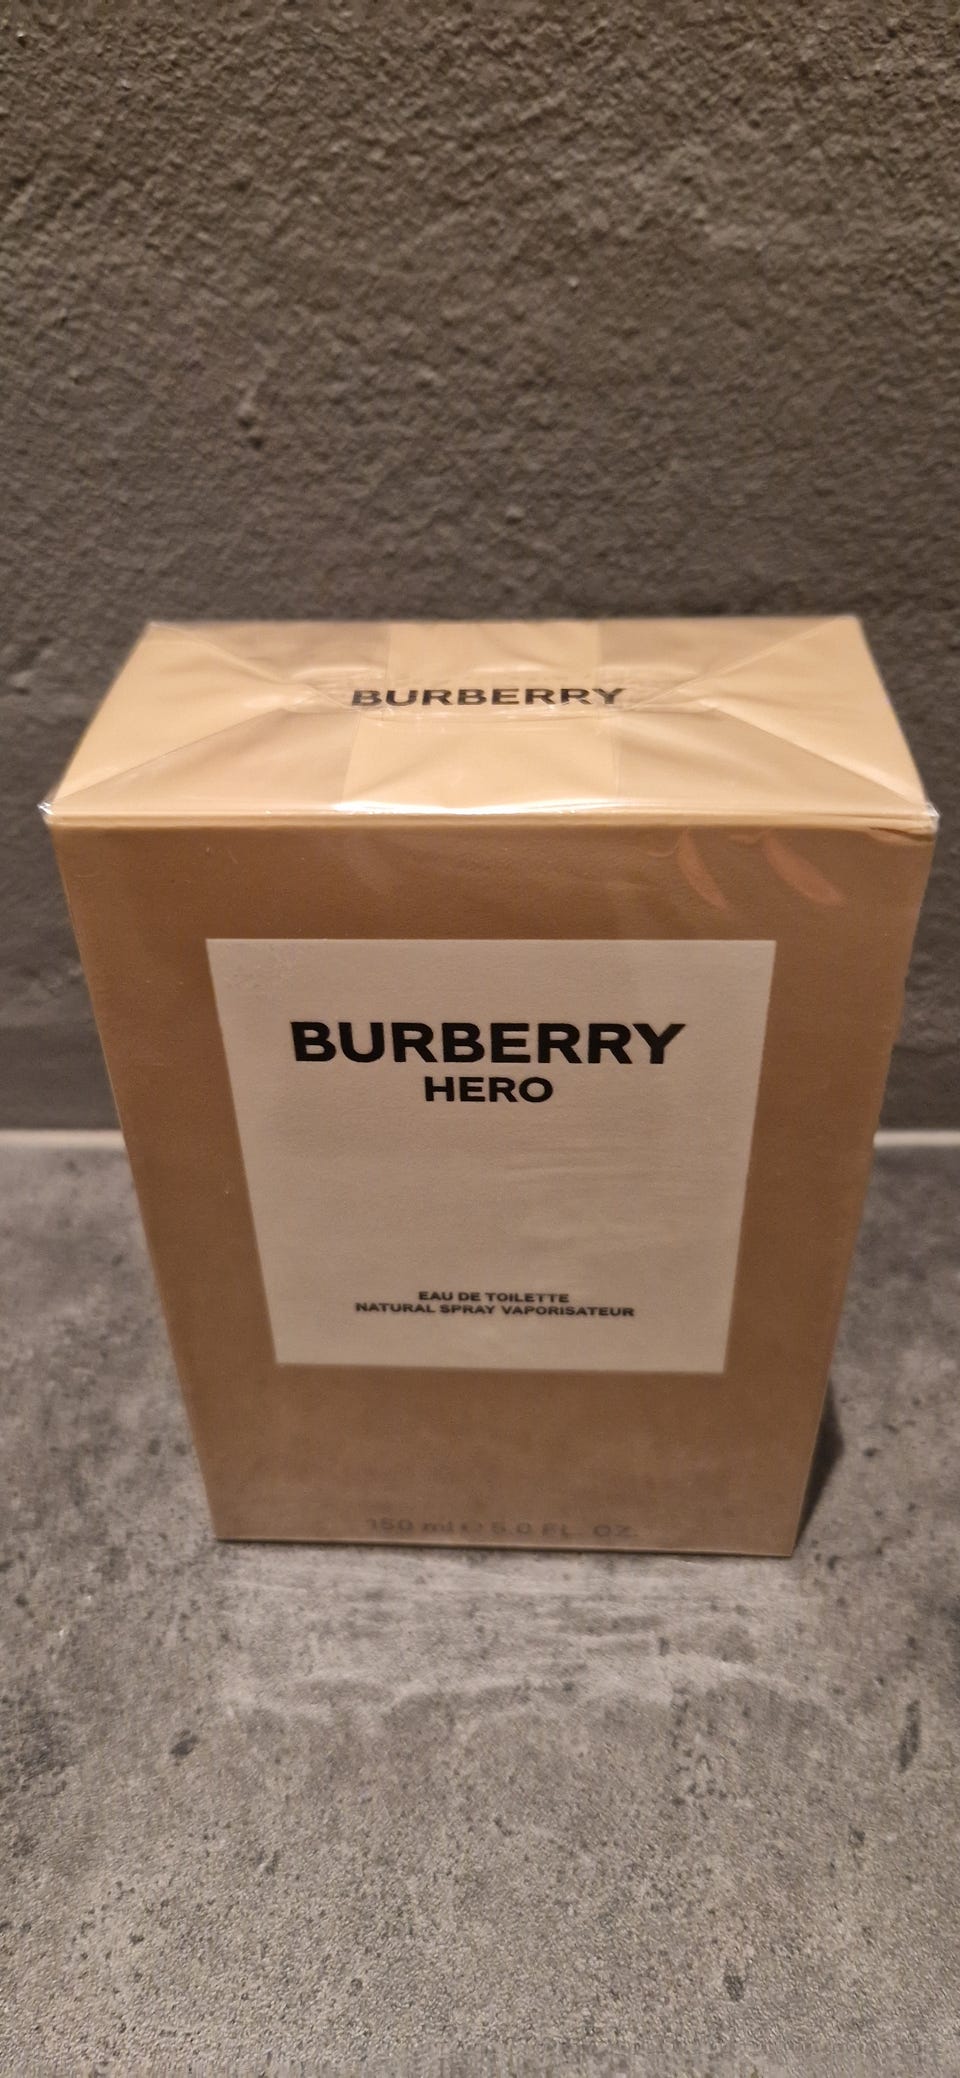 BURBERRY
BURBERRY
HERO
EAU DE TOILETTE
NATURAL SPRAY VAPORISATEUR
150 ml ℮ 5.0 FL. OZ.